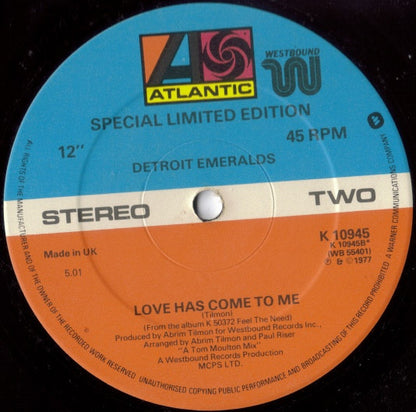 ATLANTIC
WESTBOUND
W
SPECIAL LIMITED EDITION
12"
45 RPM
DETROIT EMERALDS
STEREO
TWO
Made in UK
5.01
K 10945
K 10945B*
(WB 55401)
℗ & © 1977
LOVE HAS COME TO ME
(Tilmon)
(From the album K 50372 Feel The Need)
Produced by Abrim Tilmon for Westbound Records Inc.,
Arranged by Abrim Tilmon and Paul Riser
"A Tom Moulton Mix"
A Westbound Records Production
MCPS LTD.
ALL RIGHTS OF THE MANUFACTURER AND OF THE OWNER OF THE RECORDED WORK RESERVED. UNAUTHORISED COPYING PUBLIC PERFORMANCE AND BROADCASTING OF THIS RECORD PROHIBITED. A WARNER COMMUNICATIONS COMPANY